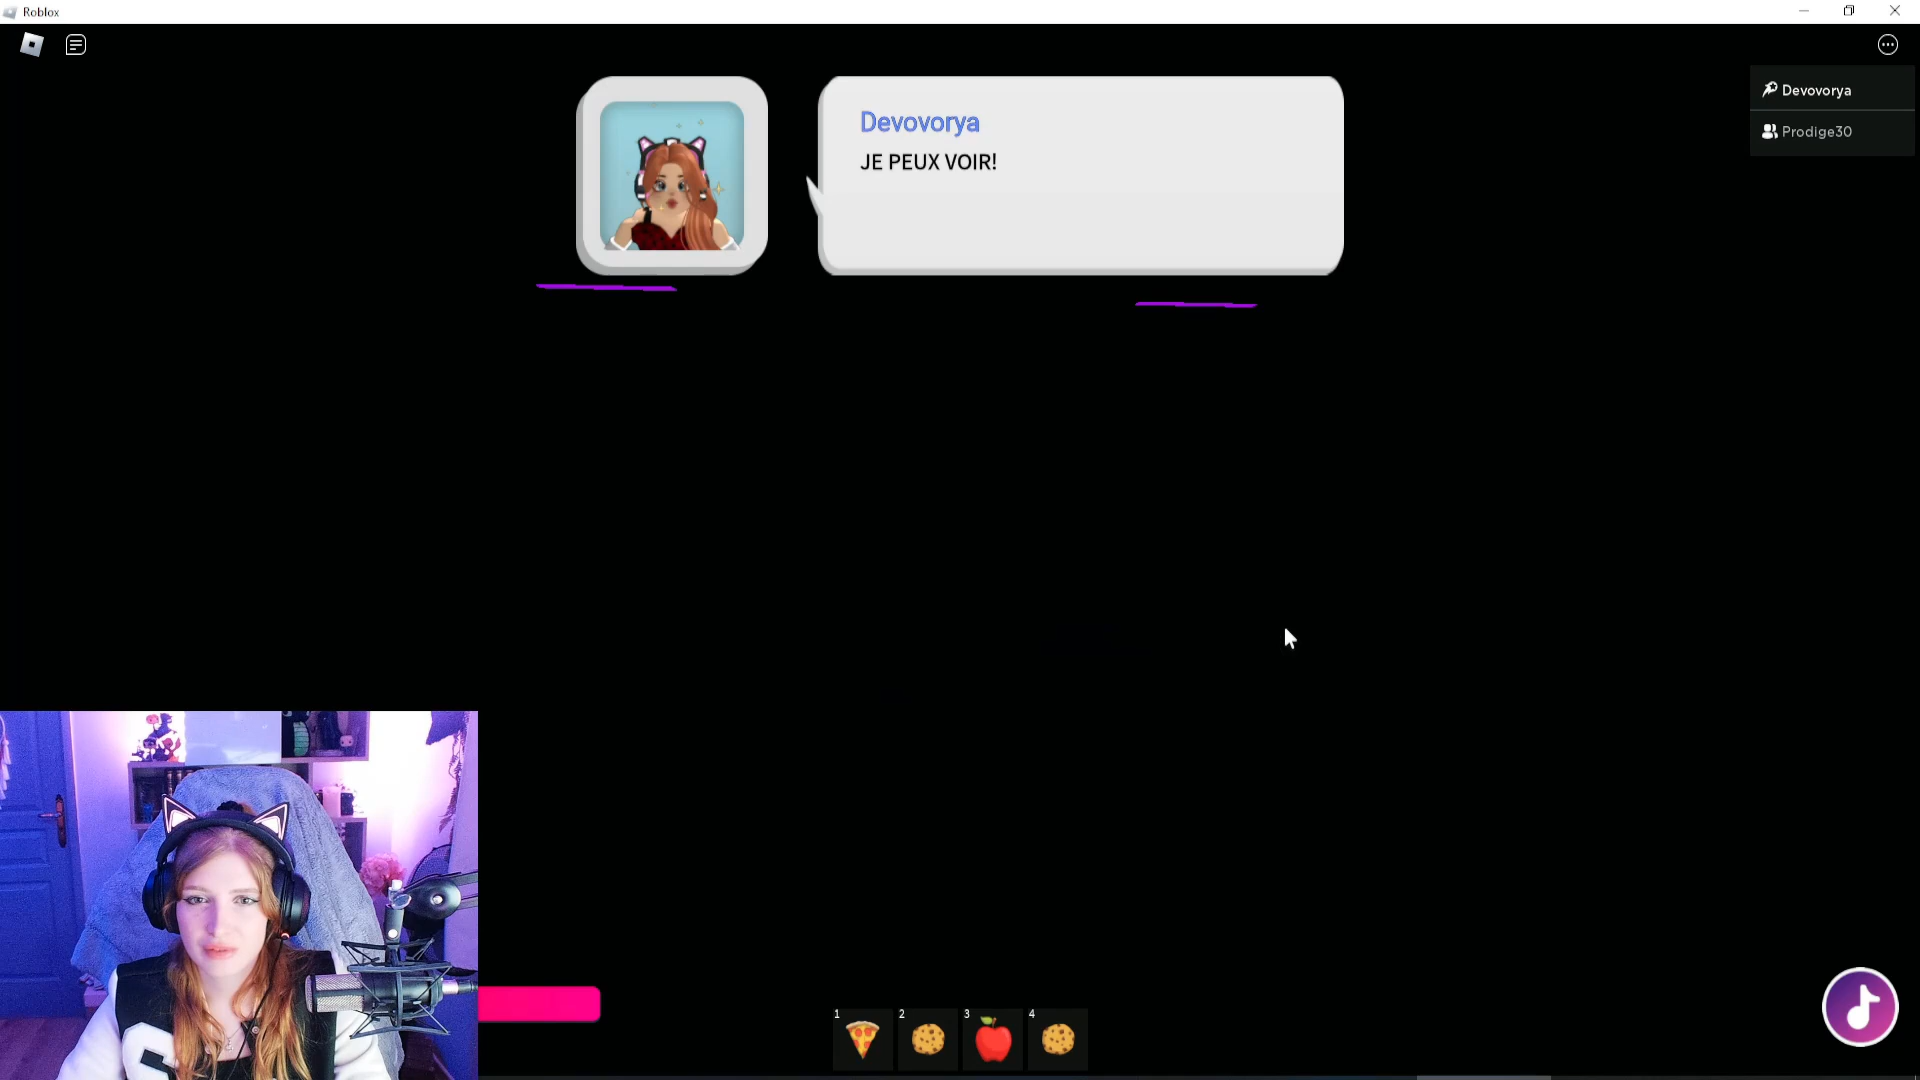 Roblox
Devovorya
JE PEUX VOIR!
Devovorya
Prodige30
1
2
3
4